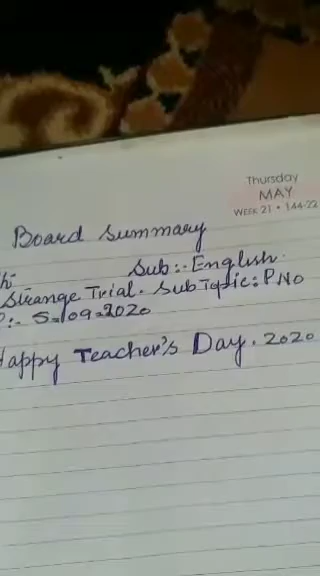 Thursday
MAY
WEEK 21 • 144-22
Board Summary
Sub:- English.
Strange Trial. Sub Topic: P.No
:- 5-09-2020
Happy Teacher's Day. 2020